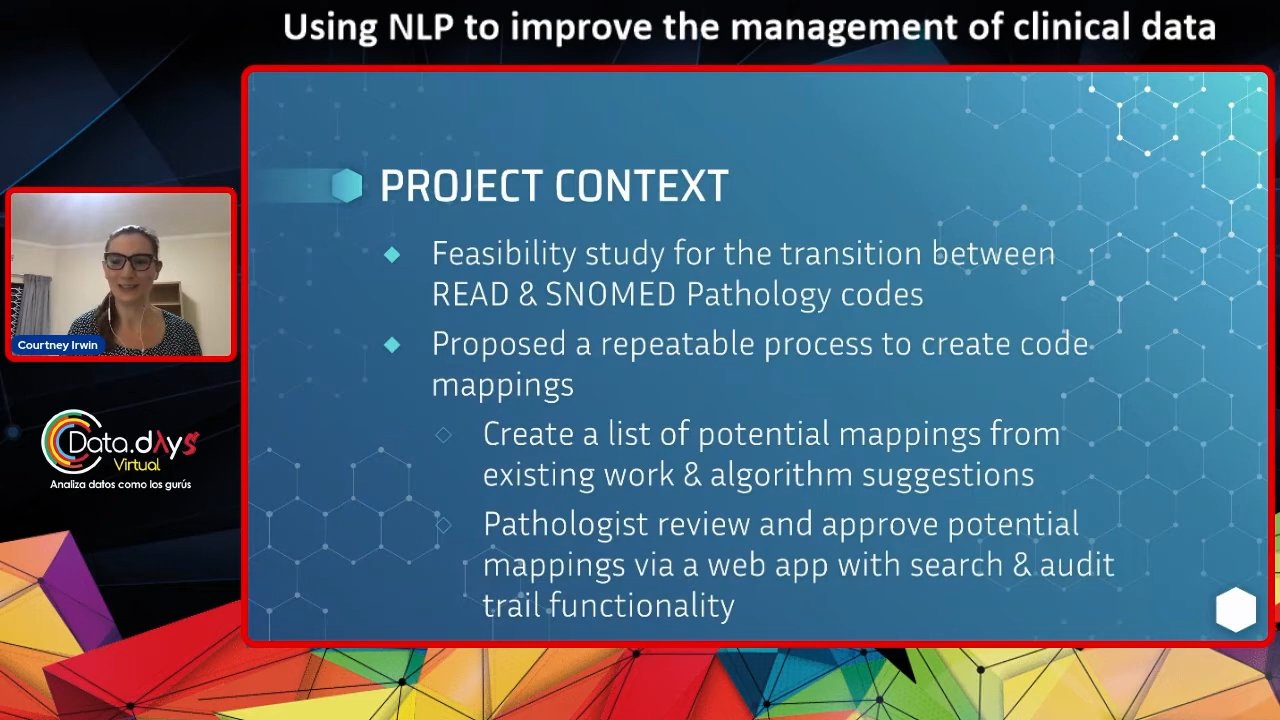 Using NLP to improve the management of clinical data
PROJECT CONTEXT
Feasibility study for the transition between
READ & SNOMED Pathology codes
Proposed a repeatable process to create code
mappings
Create a list of potential mappings from
existing work & algorithm suggestions
Pathologist review and approve potential
mappings via a web app with search & audit
trail functionality
Courtney Irwin
Data.dAys
Virtual
Analiza datos como los gurús